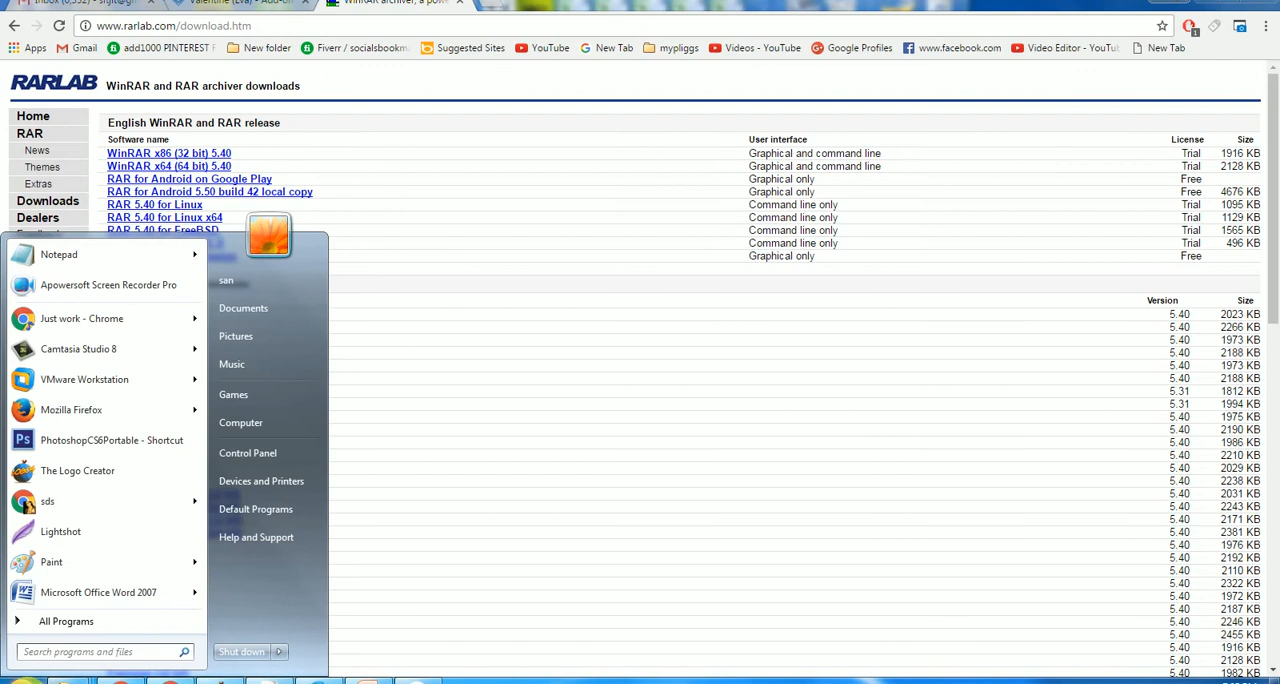 Valentine (Eva) - Add-on
WinRAR archiver, a pow
www.rarlab.com/download.htm
1
Apps
Gmail
add1000 PINTEREST F
New folder
Fiverr / socialsbookm
Suggested Sites
YouTube
New Tab
mypliggs
Videos - YouTube
Google Profiles
www.facebook.com
Video Editor - YouTu
New Tab
RARLAB
WinRAR and RAR archiver downloads
Home
RAR
News
Themes
Extras
Downloads
Dealers
English WinRAR and RAR release
Software name User interface License Size
WinRAR x86 (32 bit) 5.40 Graphical and command line Trial 1916 KB
WinRAR x64 (64 bit) 5.40 Graphical and command line Trial 2128 KB
RAR for Android on Google Play Graphical only Free
RAR for Android 5.50 build 42 local copy Graphical only Free 4676 KB
RAR 5.40 for Linux Command line only Trial 1095 KB
RAR 5.40 for Linux x64 Command line only Trial 1129 KB
RAR 5.40 for FreeBSD Command line only Trial 1565 KB
Command line only Trial 496 KB
Graphical only Free
Version Size
5.40 2023 KB
5.40 2266 KB
5.40 1973 KB
5.40 2188 KB
5.40 1973 KB
5.40 2188 KB
5.31 1812 KB
5.31 1994 KB
5.40 1975 KB
5.40 2190 KB
5.40 1986 KB
5.40 2210 KB
5.40 2029 KB
5.40 2238 KB
5.40 2031 KB
5.40 2243 KB
5.40 2171 KB
5.40 2381 KB
5.40 1976 KB
5.40 2192 KB
5.40 2110 KB
5.40 2322 KB
5.40 1972 KB
5.40 2187 KB
5.40 2246 KB
5.40 2455 KB
5.40 1916 KB
5.40 2128 KB
5.40 1982 KB
Notepad
Apowersoft Screen Recorder Pro
Just work - Chrome
Camtasia Studio 8
VMware Workstation
Mozilla Firefox
Ps
PhotoshopCS6Portable - Shortcut
The Logo Creator
sds
Lightshot
Paint
Microsoft Office Word 2007
All Programs
Search programs and files
san
Documents
Pictures
Music
Games
Computer
Control Panel
Devices and Printers
Default Programs
Help and Support
Shut down